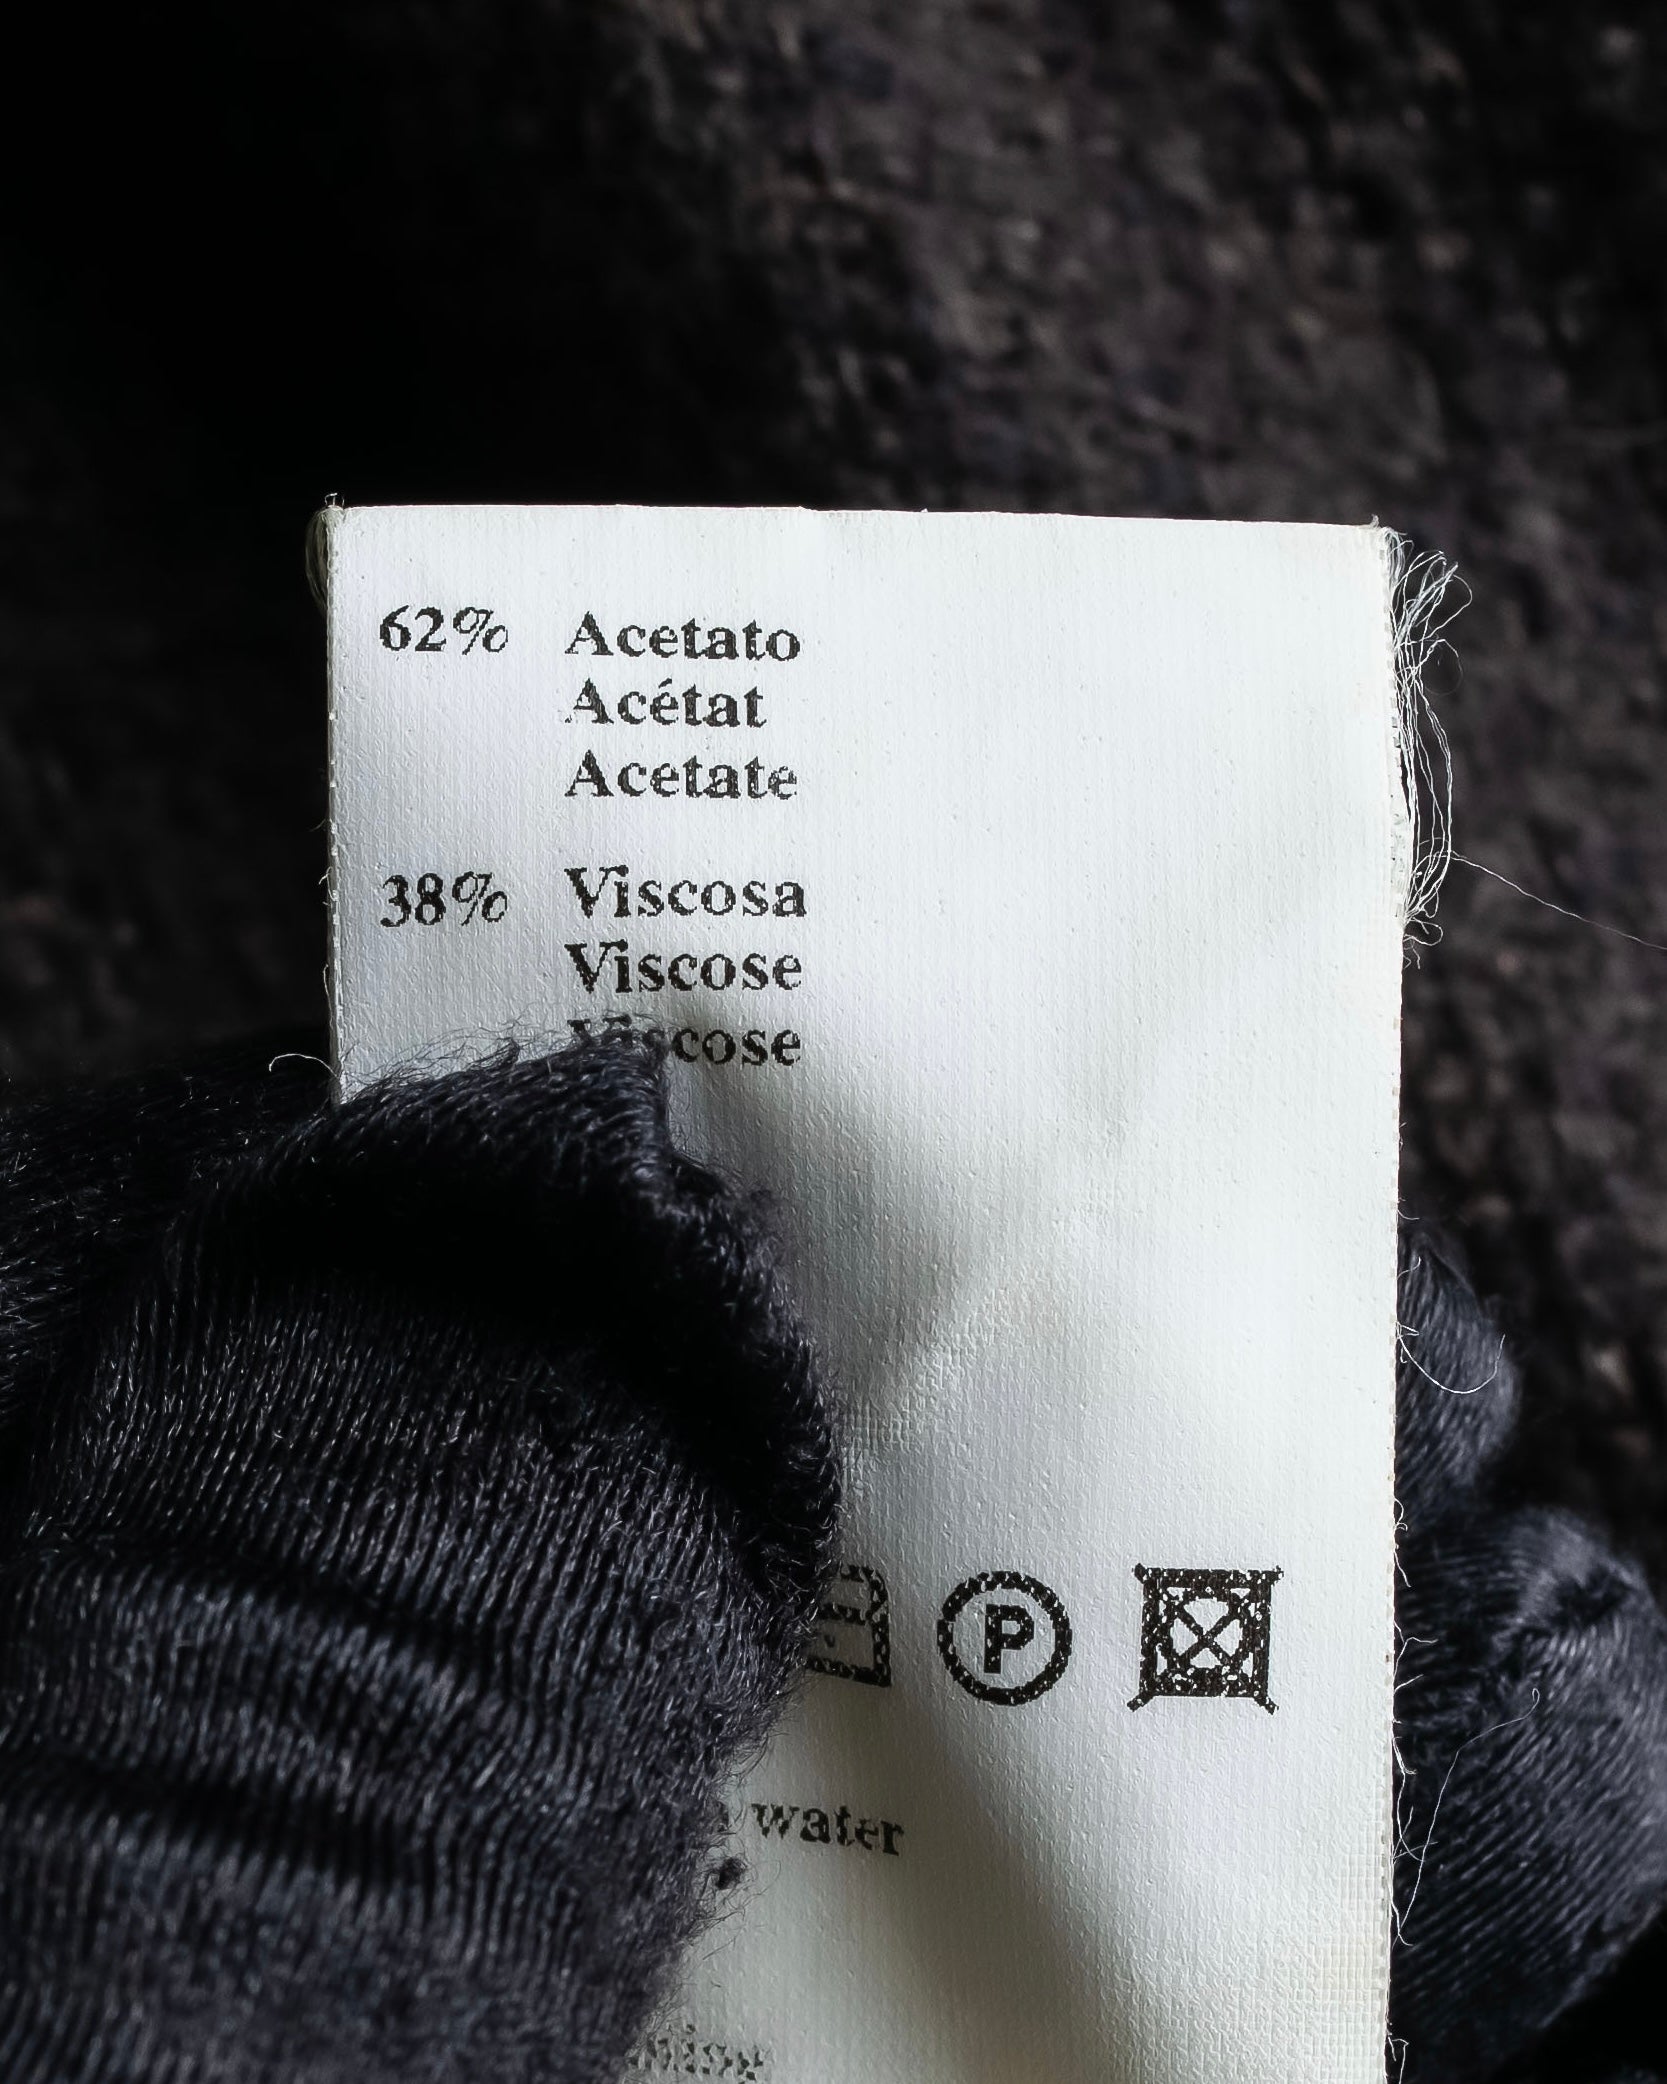 62% Acetato
Acétat
Acetate
38% Viscosa
Viscose
Viscose
P
water